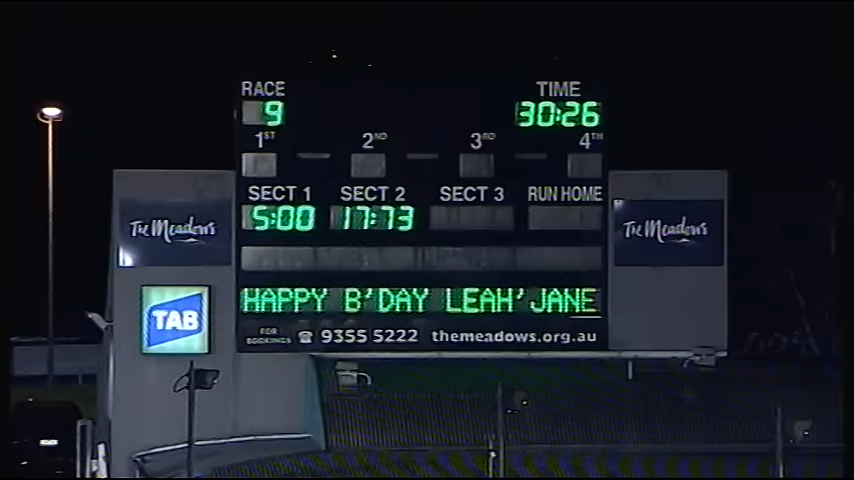 RACE TIME
9 30:26
1ST 2ND 3RD 4TH
SECT 1 SECT 2 SECT 3 RUN HOME
5:00 17:73
The Meadows
The Meadows
HAPPY B'DAY LEAH'JANE
TAB
FOR BOOKINGS ☎ 9355 5222 themeadows.org.au